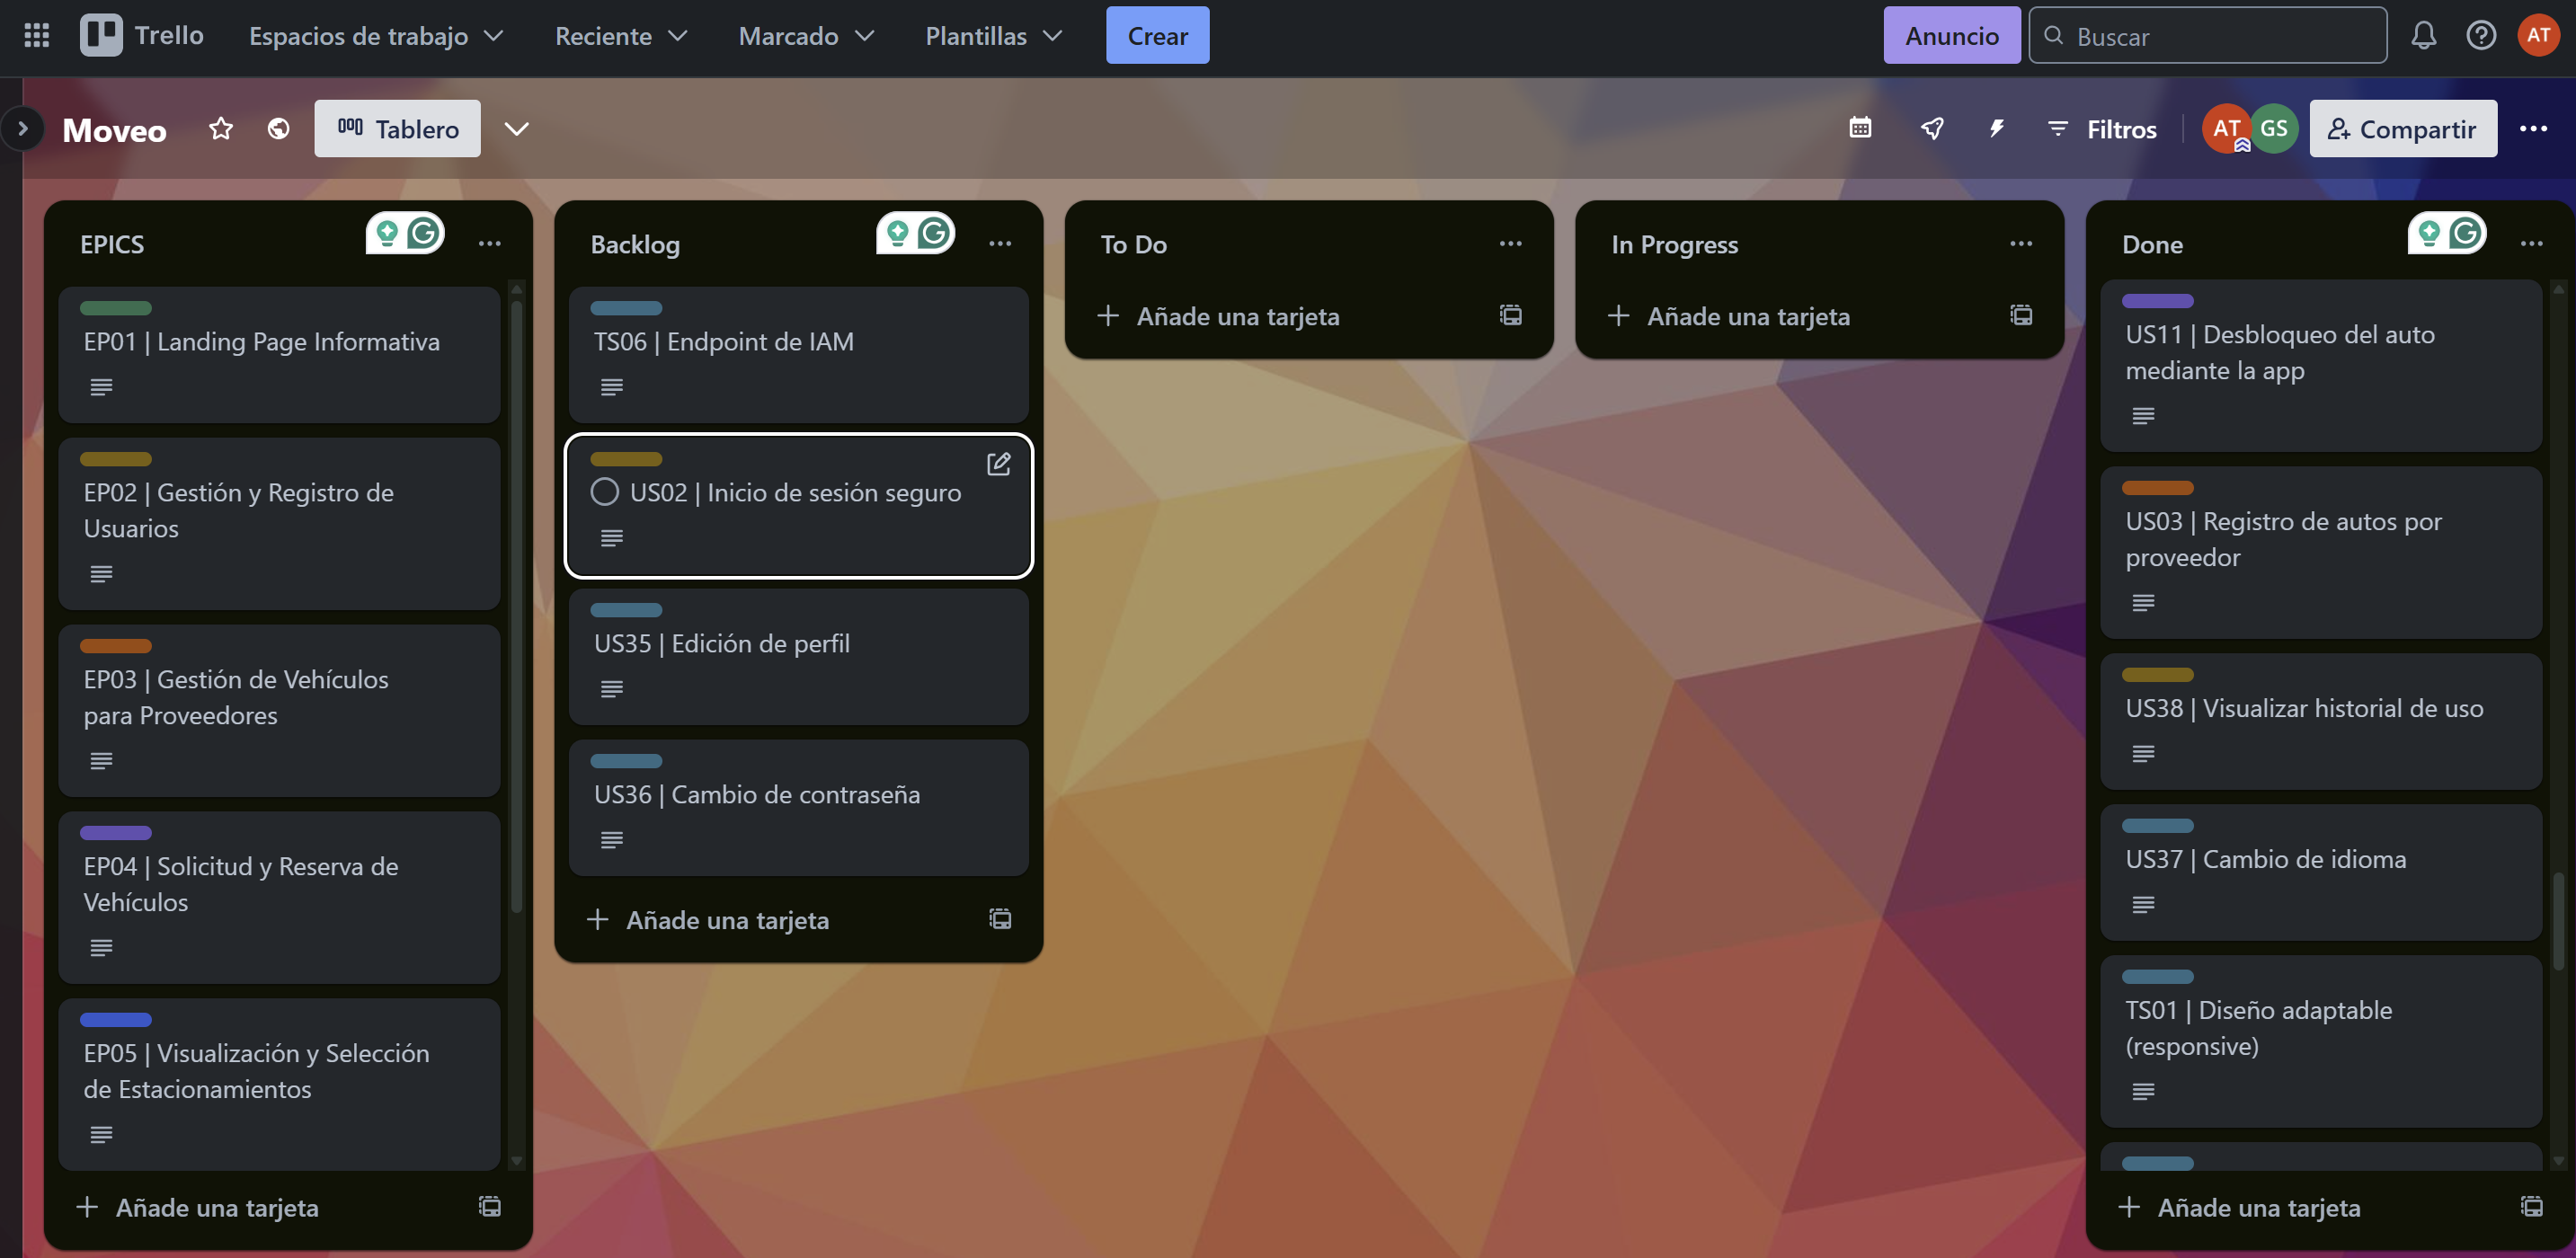 Trello
Espacios de trabajo
Reciente
Marcado
Plantillas
Crear
Anuncio
Buscar
AT
Moveo
Tablero
Filtros
AT
GS
Compartir
EPICS
EP01 | Landing Page Informativa
EP02 | Gestión y Registro de
Usuarios
EP03 | Gestión de Vehículos
para Proveedores
EP04 | Solicitud y Reserva de
Vehículos
EP05 | Visualización y Selección
de Estacionamientos
Añade una tarjeta
Backlog
TS06 | Endpoint de IAM
US02 | Inicio de sesión seguro
US35 | Edición de perfil
US36 | Cambio de contraseña
Añade una tarjeta
To Do
Añade una tarjeta
In Progress
Añade una tarjeta
Done
US11 | Desbloqueo del auto
mediante la app
US03 | Registro de autos por
proveedor
US38 | Visualizar historial de uso
US37 | Cambio de idioma
TS01 | Diseño adaptable
(responsive)
Añade una tarjeta